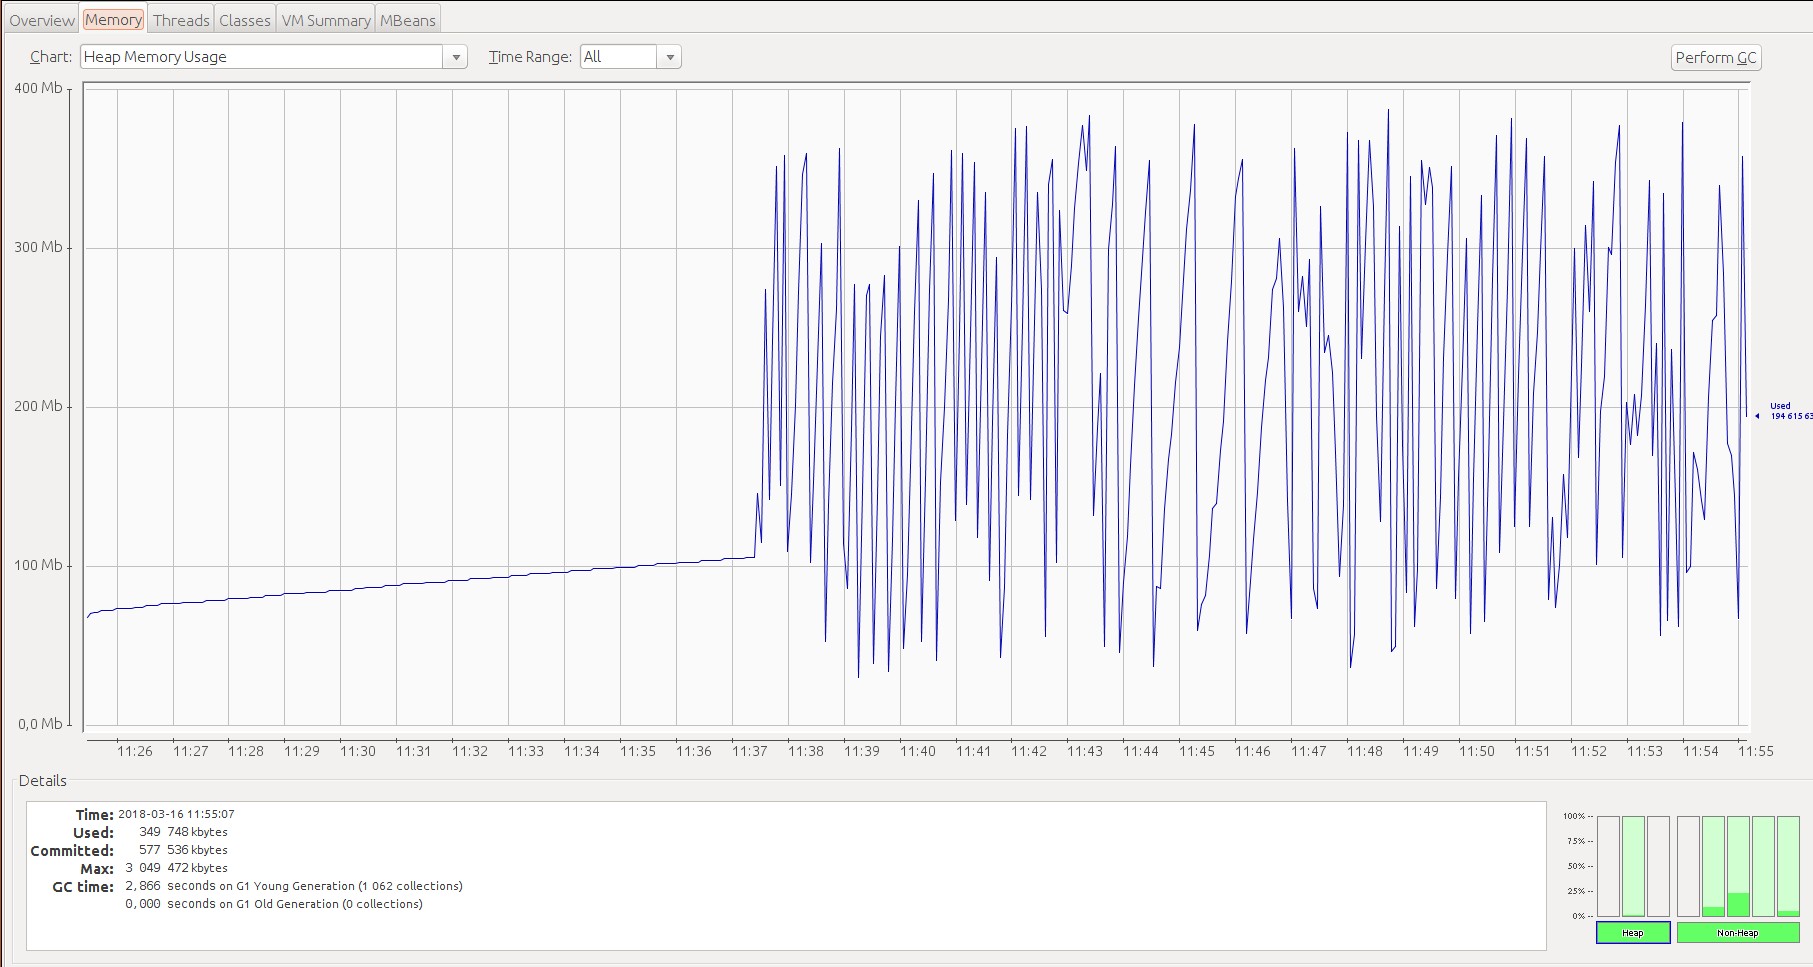 Overview Memory Threads Classes VM Summary MBeans
Chart: Heap Memory Usage Time Range: All Perform GC
400 Mb
300 Mb
200 Mb
100 Mb
0,0 Mb
Used
194 615 63
11:26 11:27 11:28 11:29 11:30 11:31 11:32 11:33 11:34 11:35 11:36 11:37 11:38 11:39 11:40 11:41 11:42 11:43 11:44 11:45 11:46 11:47 11:48 11:49 11:50 11:51 11:52 11:53 11:54 11:55
Details
Time: 2018-03-16 11:55:07
Used: 349 748 kbytes
Committed: 577 536 kbytes
Max: 3 049 472 kbytes
GC time: 2,866 seconds on G1 Young Generation (1 062 collections)
0,000 seconds on G1 Old Generation (0 collections)
100% --
75% --
50% --
25% --
0% --
Heap Non-Heap